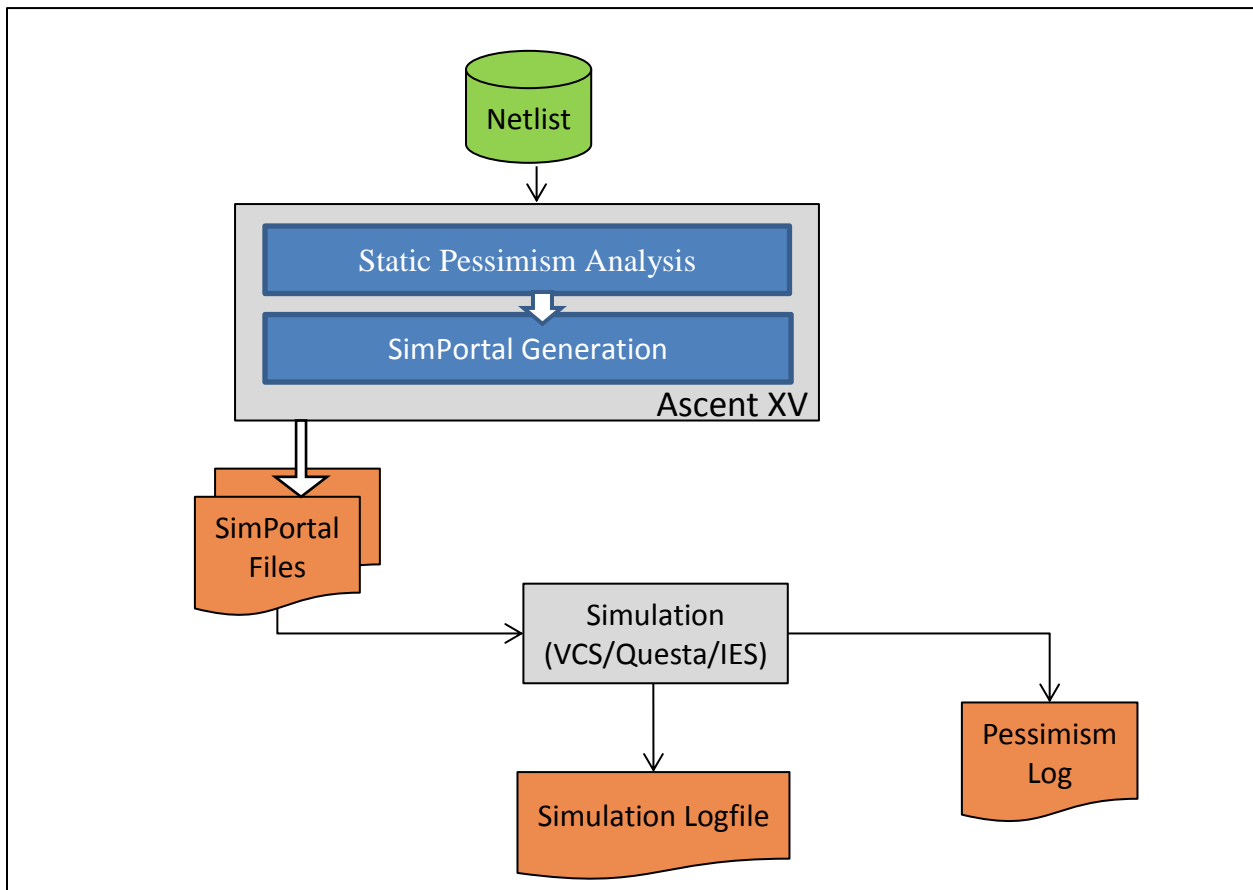 Netlist
Static Pessimism Analysis
SimPortal Generation
Ascent XV
SimPortal
Files
Simulation
(VCS/Questa/IES)
Pessimism
Log
Simulation Logfile